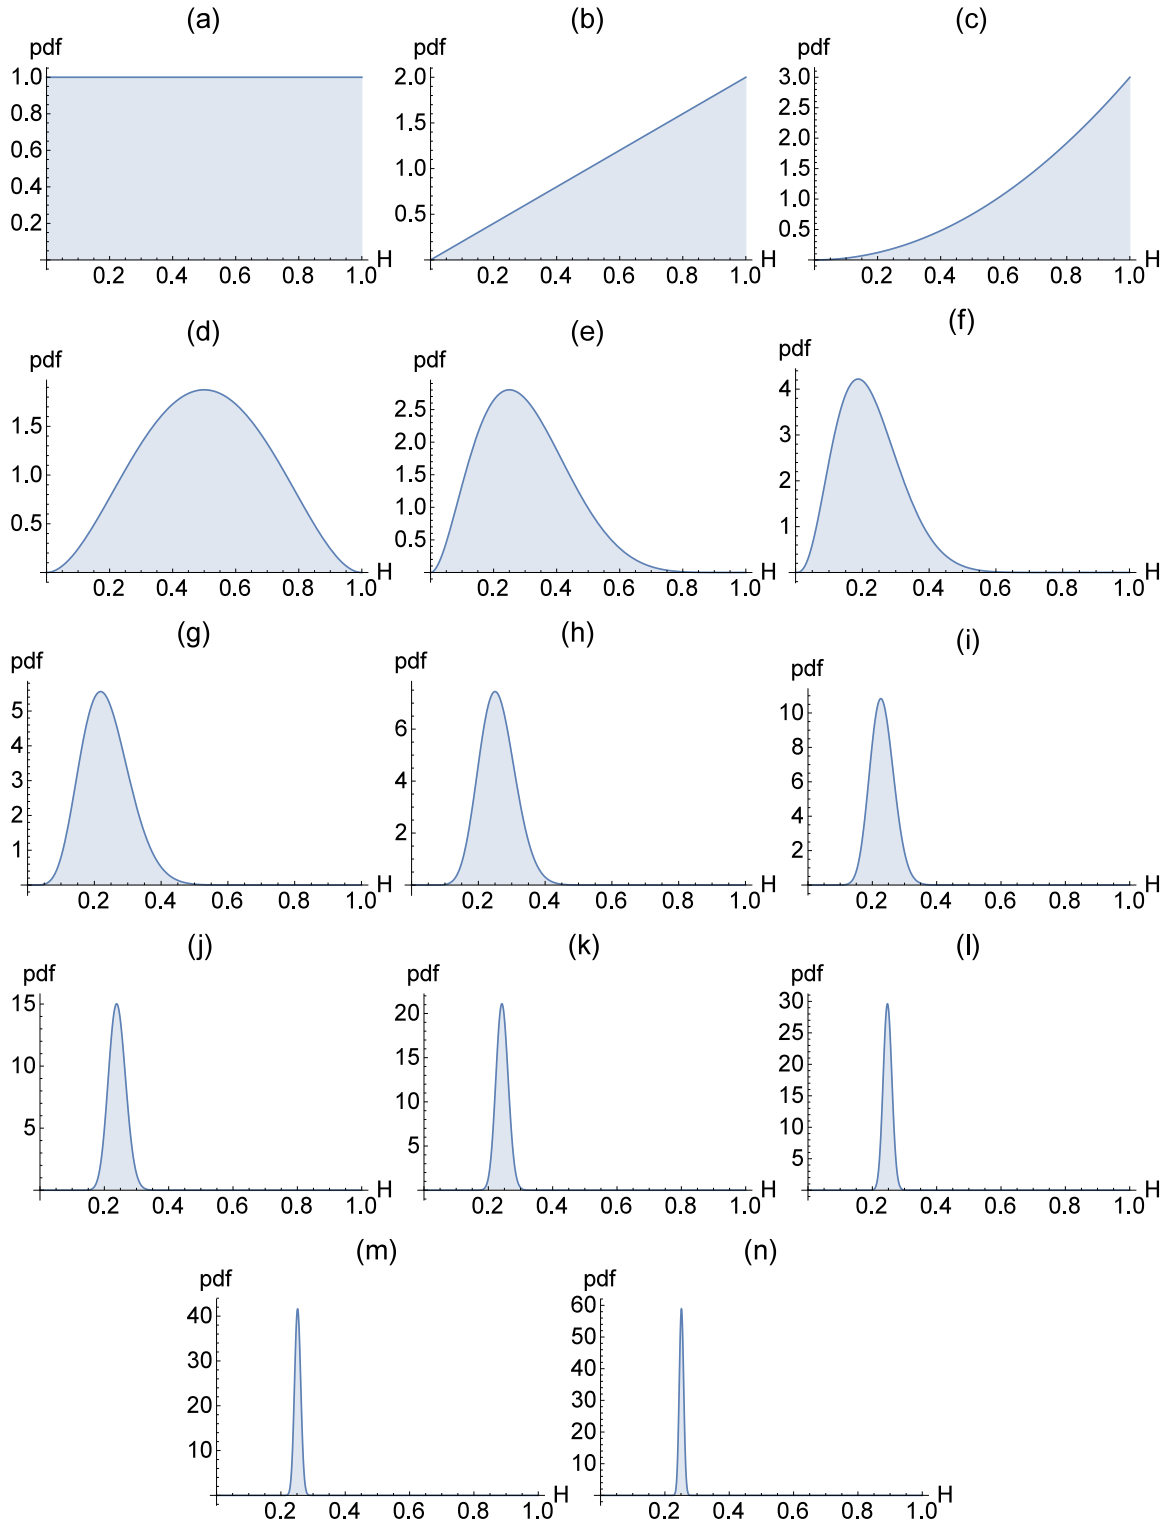 (a) (b) (c)
pdf pdf pdf
1.0 2.0 3.0
2.5
0.8 1.5 2.0
0.6 1.0 1.5
0.4 1.0
0.2 0.5 0.5
H H H
0.2 0.4 0.6 0.8 1.0 0.2 0.4 0.6 0.8 1.0 0.2 0.4 0.6 0.8 1.0
(d) (e) (f)
pdf pdf pdf
1.5 2.5 4
2.0 3
1.0 1.5 2
1.0
0.5 0.5 1
H H H
0.2 0.4 0.6 0.8 1.0 0.2 0.4 0.6 0.8 1.0 0.2 0.4 0.6 0.8 1.0
(g) (h) (i)
pdf pdf pdf
5 6 10
4 8
3 4 6
2 4
1 2 2
H H H
0.2 0.4 0.6 0.8 1.0 0.2 0.4 0.6 0.8 1.0 0.2 0.4 0.6 0.8 1.0
(j) (k) (l)
pdf pdf pdf
15 20 30
25
10 15 20
10 15
10
5 5 5
H H H
0.2 0.4 0.6 0.8 1.0 0.2 0.4 0.6 0.8 1.0 0.2 0.4 0.6 0.8 1.0
(m) (n)
pdf pdf
40 60
50
30 40
20 30
20
10 10
H H
0.2 0.4 0.6 0.8 1.0 0.2 0.4 0.6 0.8 1.0